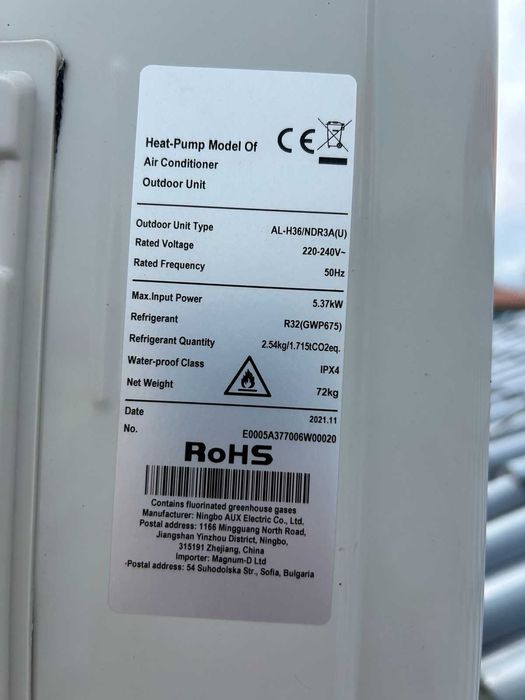 Heat-Pump Model Of
Air Conditioner
Outdoor Unit
CE
Outdoor Unit Type AL-H36/NDR3A(U)
Rated Voltage 220-240V~
Rated Frequency 50Hz
Max.Input Power 5.37kW
Refrigerant R32(GWP675)
Refrigerant Quantity 2.54kg/1.715tCO2eq.
Water-proof Class IPX4
Net Weight 72kg
Date 2021.11
No. E0005A377006W00020
RoHS
Contains fluorinated greenhouse gases
Manufacturer: Ningbo AUX Electric Co., Ltd.
Postal address: 1166 Mingguang North Road,
Jiangshan Yinzhou District, Ningbo,
315191 Zhejiang, China
Importer: Magnum-D Ltd
Postal address: 54 Suhodolska Str., Sofia, Bulgaria